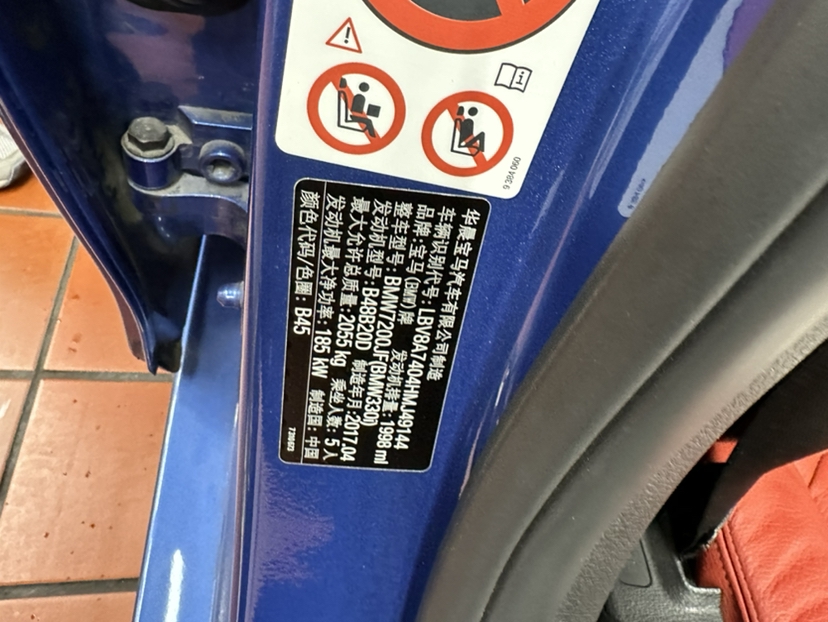 9 384 060
华晨宝马汽车有限公司制造
车辆识别代号: LBV8A7404HMJ49144
品牌: 宝马(BMW)牌 发动机排量: 1998 ml
整车型号: BMW7200JF(BMW330i)
发动机型号: B48B20D 制造年月: 2017.04
最大允许总质量: 2055 kg 乘坐人数: 5人
发动机最大净功率: 185 kW 制造国: 中国
颜色代码/色圈: B45